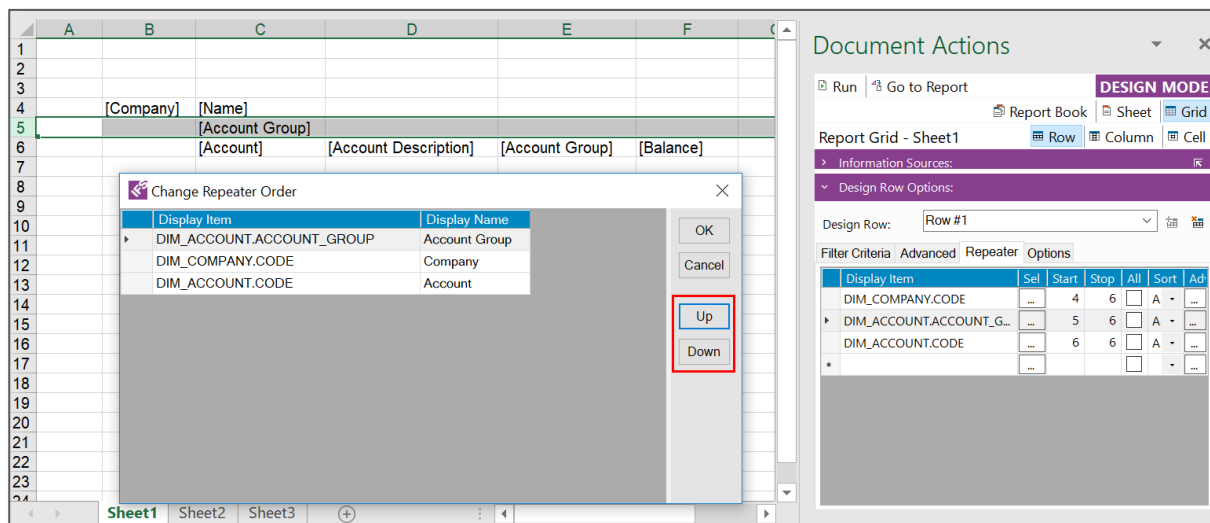 A B C D E F
1
2
3
4 [Company] [Name]
5 [Account Group]
6 [Account] [Account Description] [Account Group] [Balance]
7
8
9
10
11
12
13
14
15
16
17
18
19
20
21
22
23
24
Sheet1 Sheet2 Sheet3
Change Repeater Order
Display Item Display Name
DIM_ACCOUNT.ACCOUNT_GROUP Account Group
DIM_COMPANY.CODE Company
DIM_ACCOUNT.CODE Account
OK
Cancel
Up
Down
Document Actions
Run Go to Report DESIGN MODE
Report Book Sheet Grid
Report Grid - Sheet1 Row Column Cell
Information Sources:
Design Row Options:
Design Row: Row #1
Filter Criteria Advanced Repeater Options
Display Item Sel Start Stop All Sort Adv
DIM_COMPANY.CODE ... 4 6 A ...
DIM_ACCOUNT.ACCOUNT_G... ... 5 6 A ...
DIM_ACCOUNT.CODE ... 6 6 A ...
* ... ...